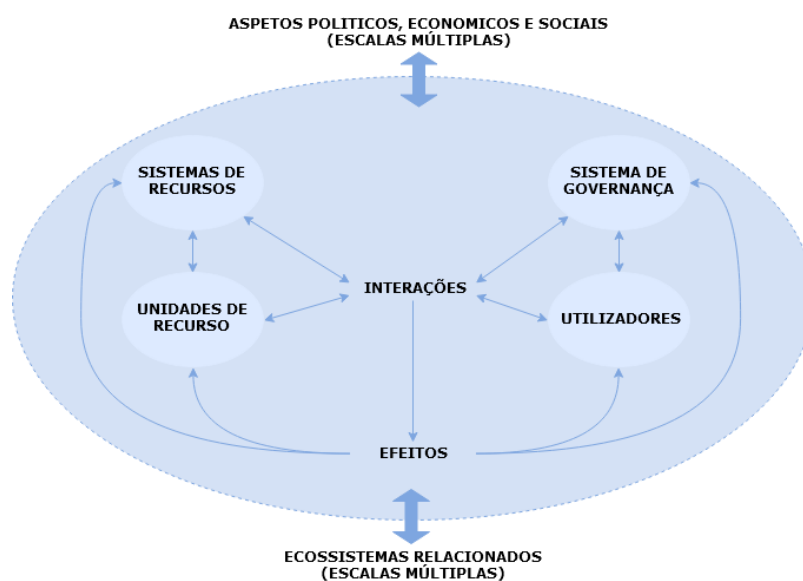 ASPETOS POLITICOS, ECONOMICOS E SOCIAIS
(ESCALAS MÚLTIPLAS)
SISTEMAS DE
RECURSOS
SISTEMA DE
GOVERNANÇA
INTERAÇÕES
UNIDADES DE
RECURSO
UTILIZADORES
EFEITOS
ECOSSISTEMAS RELACIONADOS
(ESCALAS MÚLTIPLAS)